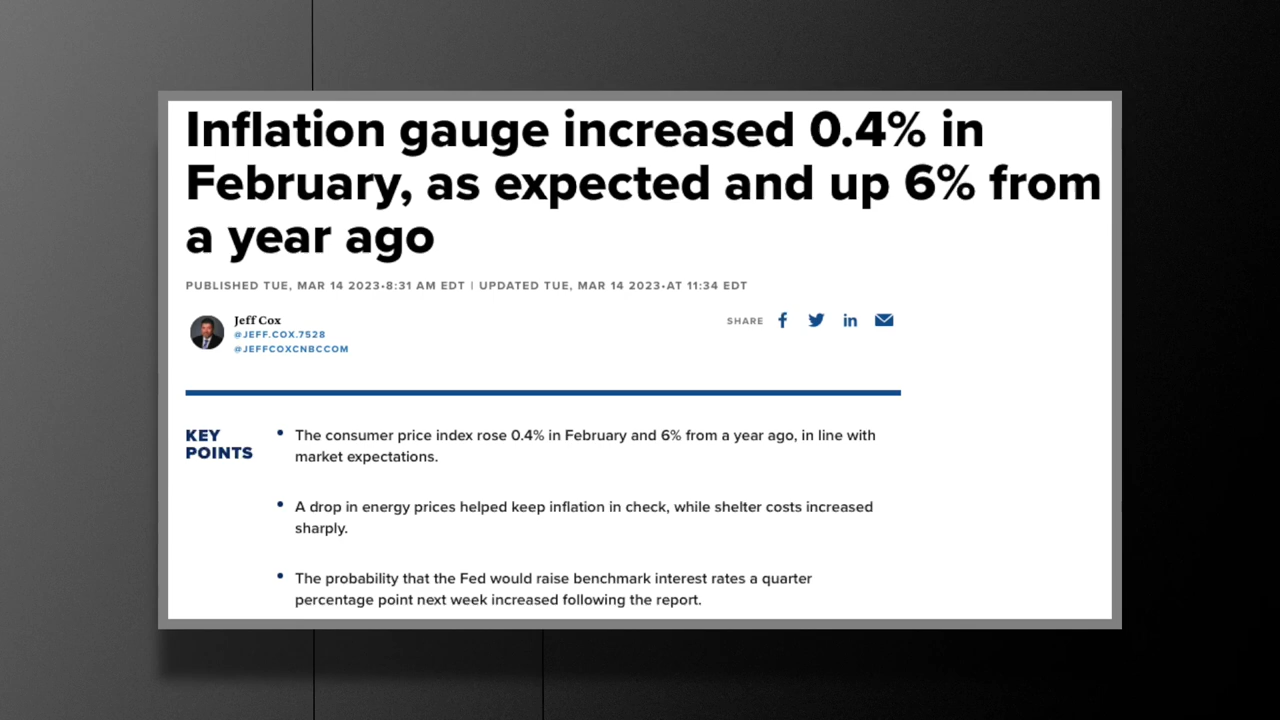 Inflation gauge increased 0.4% in
February, as expected and up 6% from
a year ago
PUBLISHED TUE, MAR 14 2023•8:31 AM EDT | UPDATED TUE, MAR 14 2023•AT 11:34 EDT
Jeff Cox
@JEFF.COX.7528
@JEFFCOXCNBCCOM
SHARE
KEY
POINTS
• The consumer price index rose 0.4% in February and 6% from a year ago, in line with
market expectations.
• A drop in energy prices helped keep inflation in check, while shelter costs increased
sharply.
• The probability that the Fed would raise benchmark interest rates a quarter
percentage point next week increased following the report.